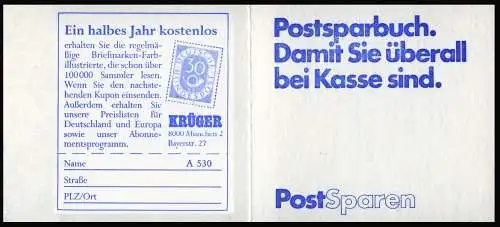 Ein halbes Jahr kostenlos
erhalten Sie die regelmä-
ßige Briefmarken-Farb-
illustrierte, die schon über
100000 Sammler lesen.
Wenn Sie den nachste-
henden Kupon einsenden.
Außerdem erhalten Sie
unsere Preislisten für
Deutschland und Europa
sowie unser Abonne-
mentsprogramm.
30
KRÜGER
8000 München 2
Bayerstr. 27
Name A 530
Straße
PLZ/Ort
Postsparbuch.
Damit Sie überall
bei Kasse sind.
PostSparen